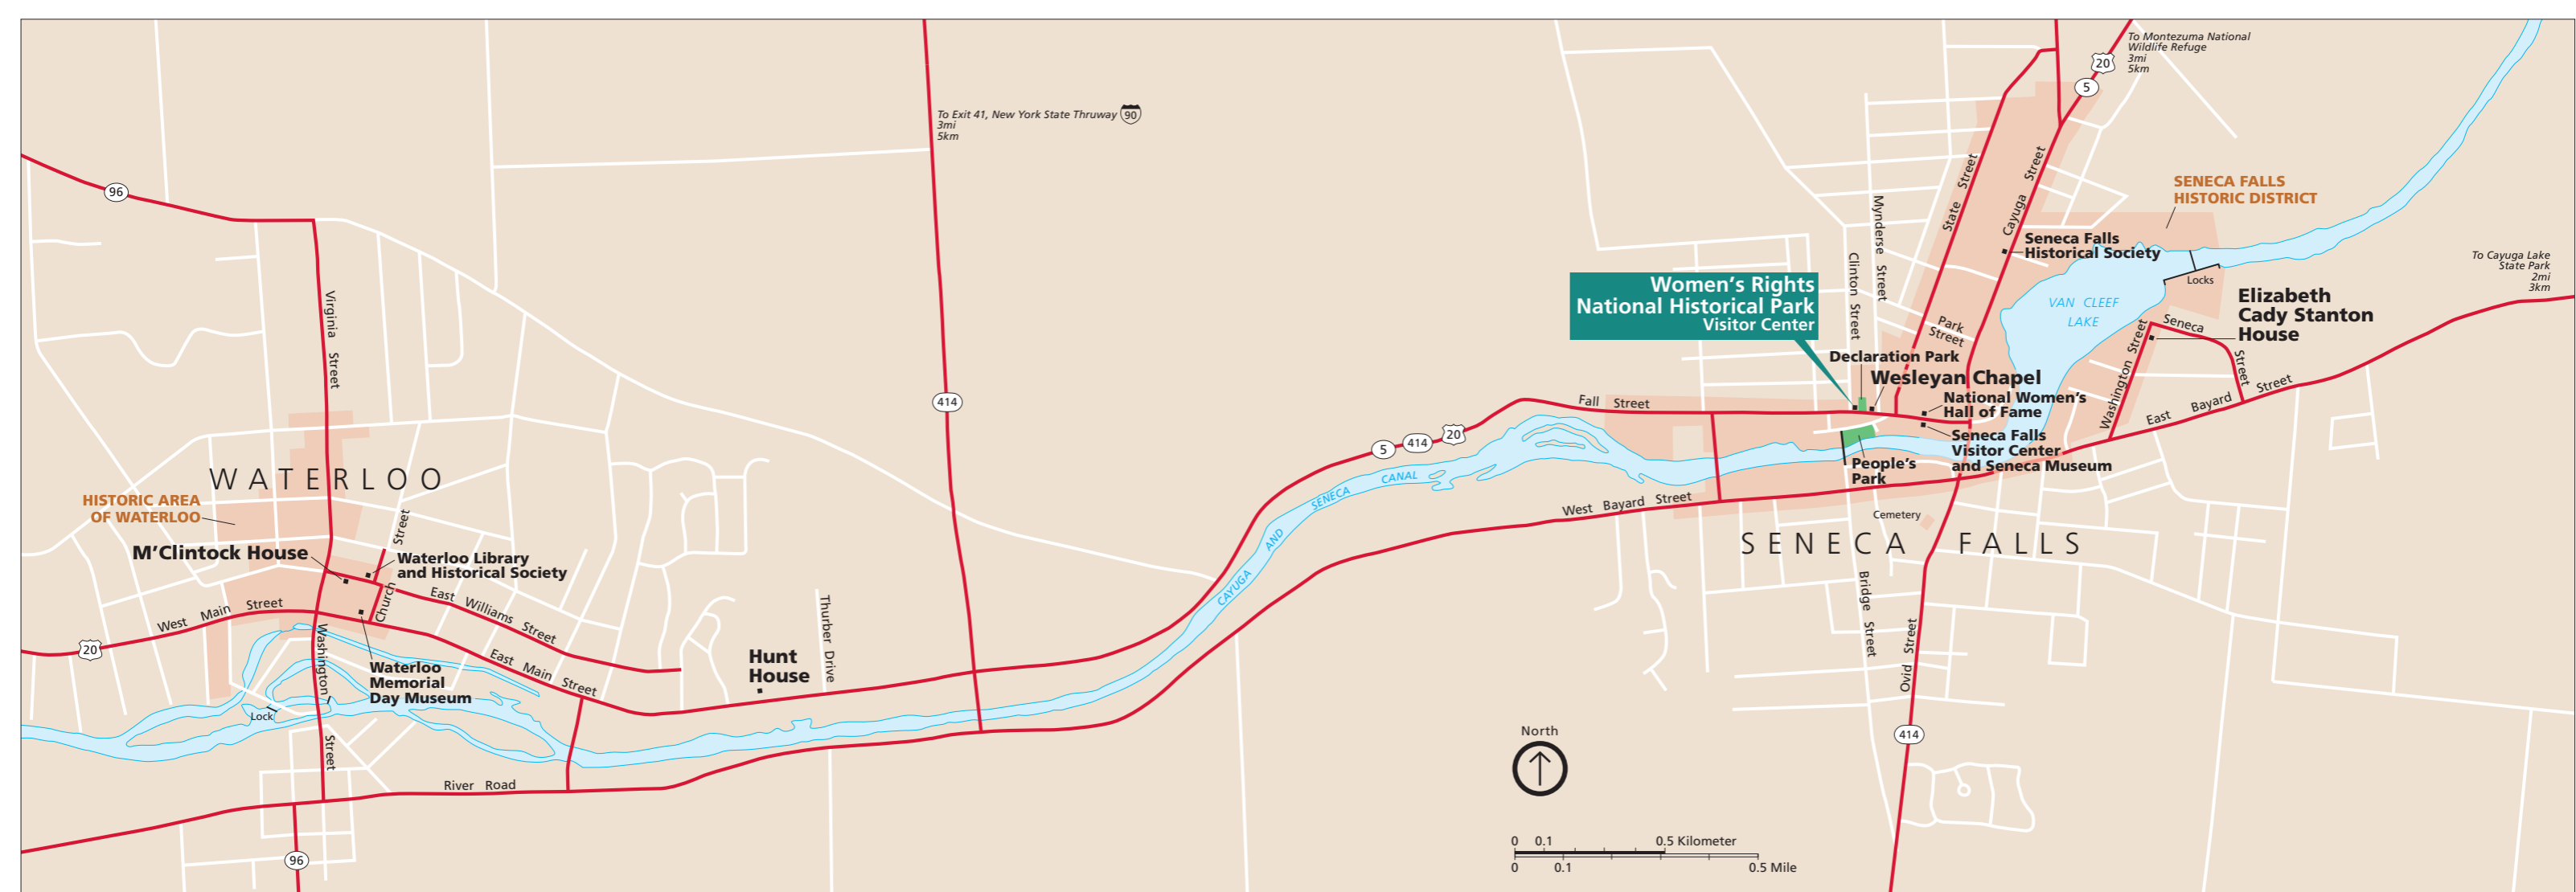 To Montezuma National
Wildlife Refuge
3mi
5km
20
5
To Exit 41, New York State Thruway 90
3mi
5km
96
State Street
Cayuga Street
Mynderse Street
Clinton Street
SENECA FALLS
HISTORIC DISTRICT
Seneca Falls
Historical Society
To Cayuga Lake
State Park
2mi
3km
Locks
VAN CLEEF
LAKE
Elizabeth
Cady Stanton
House
Seneca Street
Washington Street
East Bayard Street
Women's Rights
National Historical Park
Visitor Center
Park
Street
Declaration Park
Wesleyan Chapel
National Women's
Hall of Fame
Seneca Falls
Visitor Center
and Seneca Museum
People's
Park
Fall Street
5 414 20
414
Virginia Street
WATERLOO
HISTORIC AREA
OF WATERLOO
M'Clintock House
Waterloo Library
and Historical Society
Church Street
West Main Street
20
East Williams Street
East Main Street
Washington Street
Waterloo
Memorial
Day Museum
Lock
Hunt
House
Thurber Drive
CAYUGA AND SENECA CANAL
West Bayard Street
Cemetery
SENECA FALLS
Bridge Street
Ovid Street
414
River Road
96
North
0 0.1 0.5 Kilometer
0 0.1 0.5 Mile